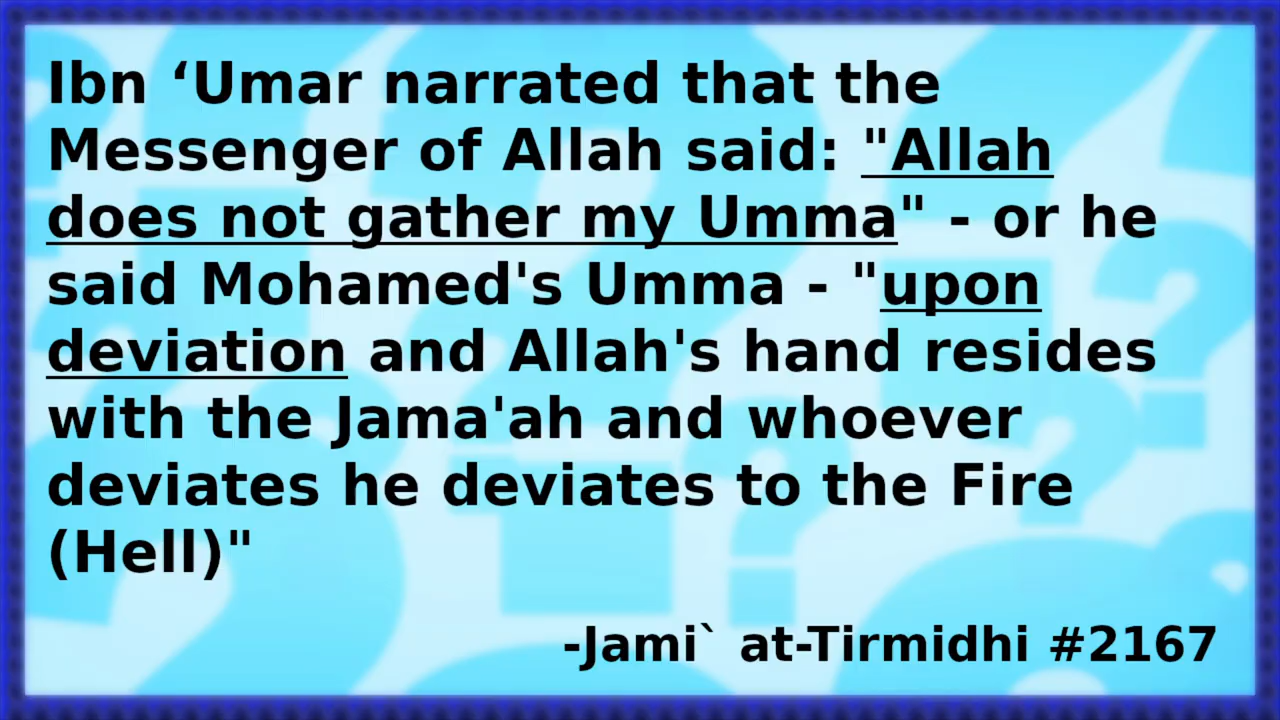 Ibn ‘Umar narrated that the
Messenger of Allah said: "Allah
does not gather my Umma" - or he
said Mohamed's Umma - "upon
deviation and Allah's hand resides
with the Jama'ah and whoever
deviates he deviates to the Fire
(Hell)"
-Jami` at-Tirmidhi #2167